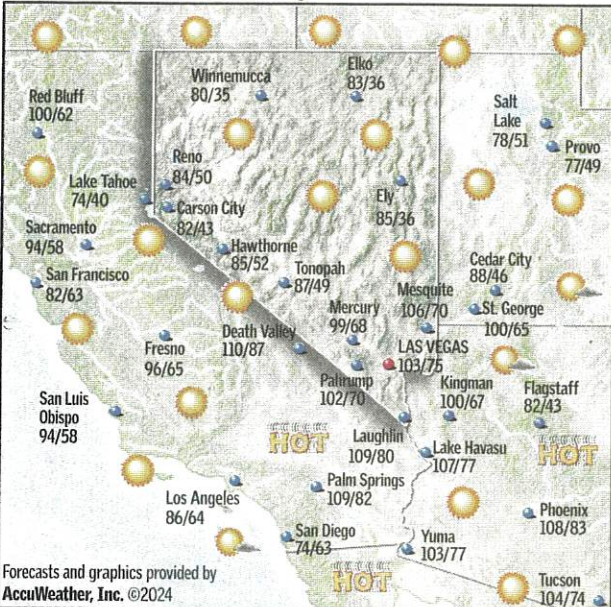 Winnemucca
80/35
Elko
83/36
Red Bluff
100/62
Salt
Lake
78/51
Provo
77/49
Reno
84/50
Lake Tahoe
74/40
Carson City
82/43
Ely
85/36
Sacramento
94/58
Hawthorne
85/52
Tonopah
87/49
Cedar City
88/46
San Francisco
82/63
Mercury
99/68
Mesquite
106/70
St. George
100/65
Death Valley
110/87
LAS VEGAS
103/75
Fresno
96/65
Pahrump
102/70
Kingman
100/67
Flagstaff
82/43
San Luis
Obispo
94/58
HOT
Laughlin
109/80
Lake Havasu
107/77
HOT
Los Angeles
86/64
Palm Springs
109/82
Phoenix
108/83
San Diego
74/63
Yuma
103/77
HOT
Tucson
104/74
Forecasts and graphics provided by
AccuWeather, Inc. ©2024